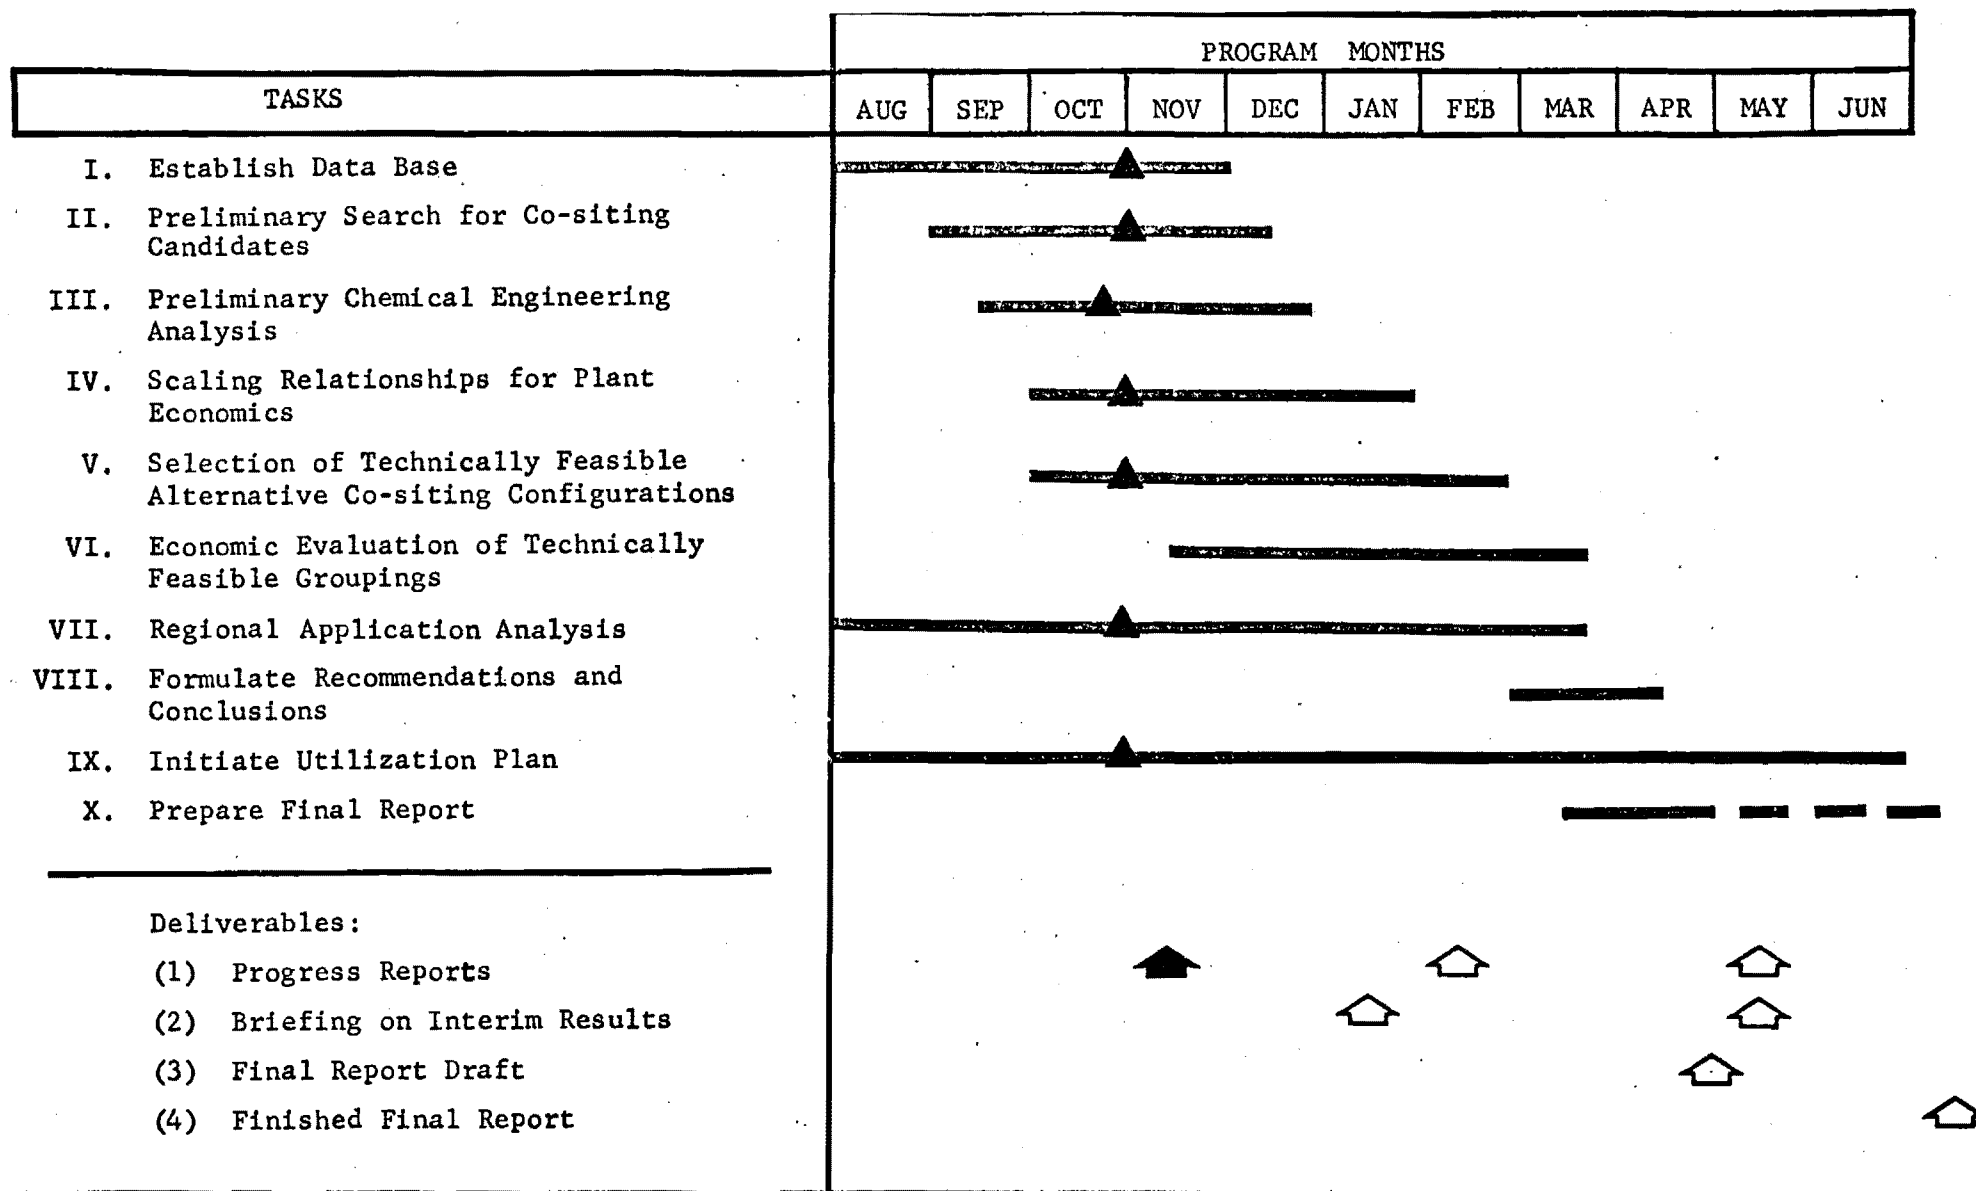 PROGRAM MONTHS
TASKS AUG SEP OCT NOV DEC JAN FEB MAR APR MAY JUN
I. Establish Data Base
II. Preliminary Search for Co-siting
Candidates
III. Preliminary Chemical Engineering
Analysis
IV. Scaling Relationships for Plant
Economics
V. Selection of Technically Feasible
Alternative Co-siting Configurations
VI. Economic Evaluation of Technically
Feasible Groupings
VII. Regional Application Analysis
VIII. Formulate Recommendations and
Conclusions
IX. Initiate Utilization Plan
X. Prepare Final Report
Deliverables:
(1) Progress Reports
(2) Briefing on Interim Results
(3) Final Report Draft
(4) Finished Final Report